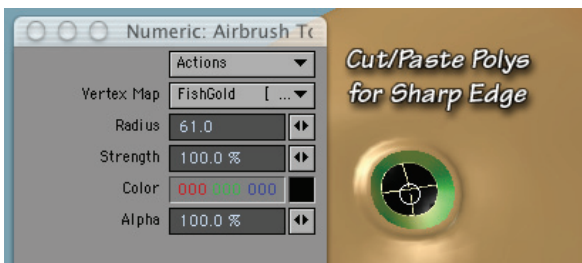 Numeric: Airbrush To
Actions
Cut/Paste Polys
for Sharp Edge
Vertex Map FishGold [ ...
Radius 61.0
Strength 100.0 %
Color 000 000 000
Alpha 100.0 %